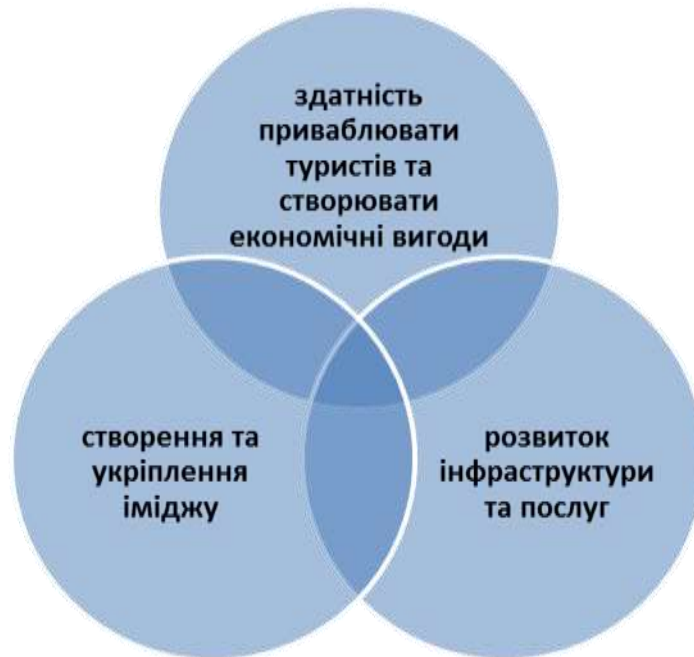 здатність
приваблювати
туристів та
створювати
економічні вигоди
створення та
укріплення
іміджу
розвиток
інфраструктури
та послуг